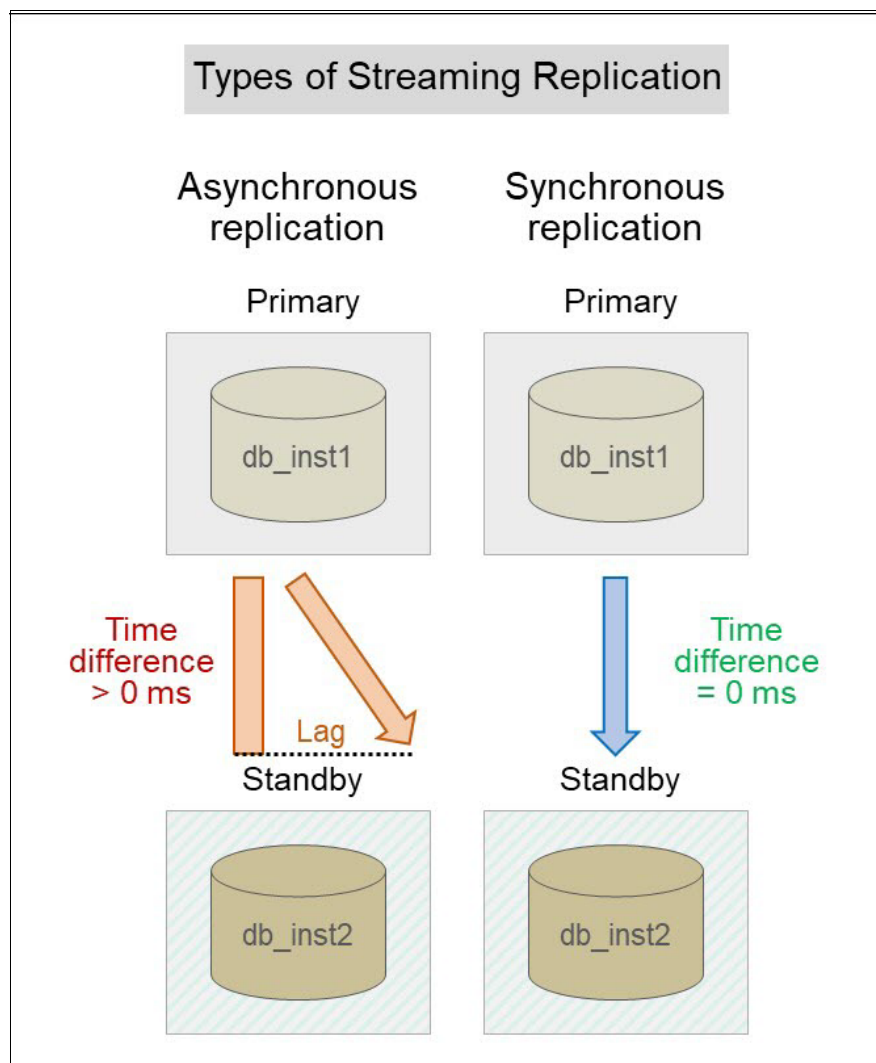 Types of Streaming Replication
Asynchronous
replication
Primary
db_inst1
Time
difference
> 0 ms
Lag
Standby
db_inst2
Synchronous
replication
Primary
db_inst1
Time
difference
= 0 ms
Standby
db_inst2